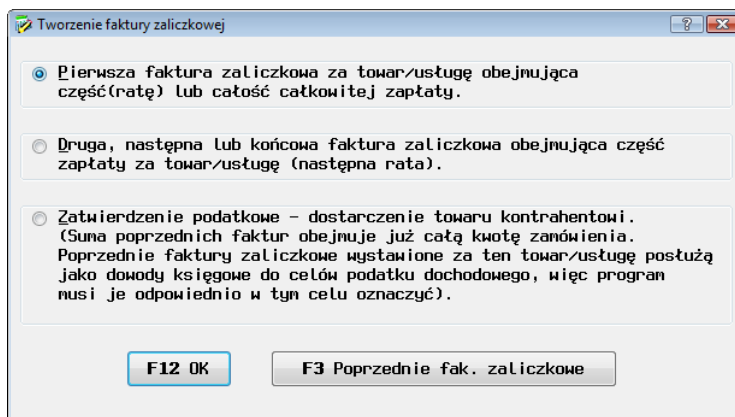 Tworzenie faktury zaliczkowej
Pierwsza faktura zaliczkowa za towar/usługę obejmująca
część(ratę) lub całość całkowitej zapłaty.
Druga, następna lub końcowa faktura zaliczkowa obejmująca część
zapłaty za towar/usługę (następna rata).
Zatwierdzenie podatkowe - dostarczenie towaru kontrahentowi.
(Suma poprzednich faktur obejmuje już całą kwotę zamówienia.
Poprzednie faktury zaliczkowe wystawione za ten towar/usługę posłużą
jako dowody księgowe do celów podatku dochodowego, więc program
musi je odpowiednio w tym celu oznaczyć).
F12 OK
F3 Poprzednie fak. zaliczkowe